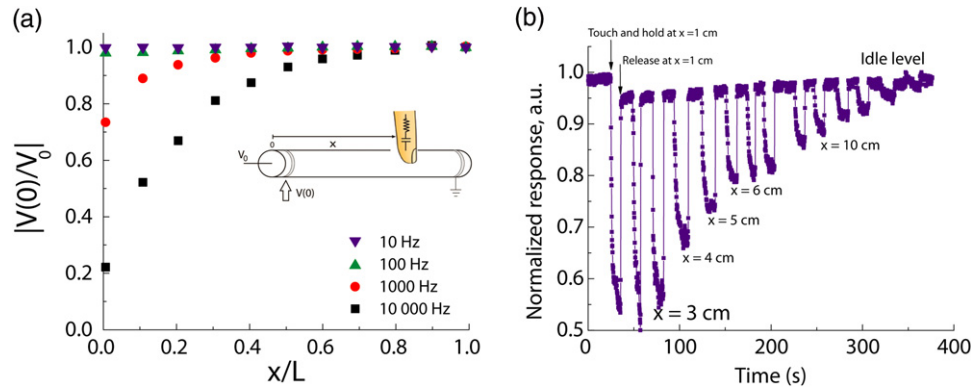 (a)
1.0
0.8
0.6
0.4
0.2
0.0
|V(0)/V₀|
0
x
V₀
V(0)
10 Hz
100 Hz
1000 Hz
10 000 Hz
0.0 0.2 0.4 0.6 0.8 1.0
x/L
(b)
Touch and hold at x =1 cm
Release at x =1 cm
Idle level
1.0
0.9
0.8
0.7
0.6
0.5
Normalized response, a.u.
x = 10 cm
x = 6 cm
x = 5 cm
x = 4 cm
x = 3 cm
0 100 200 300 400
Time (s)